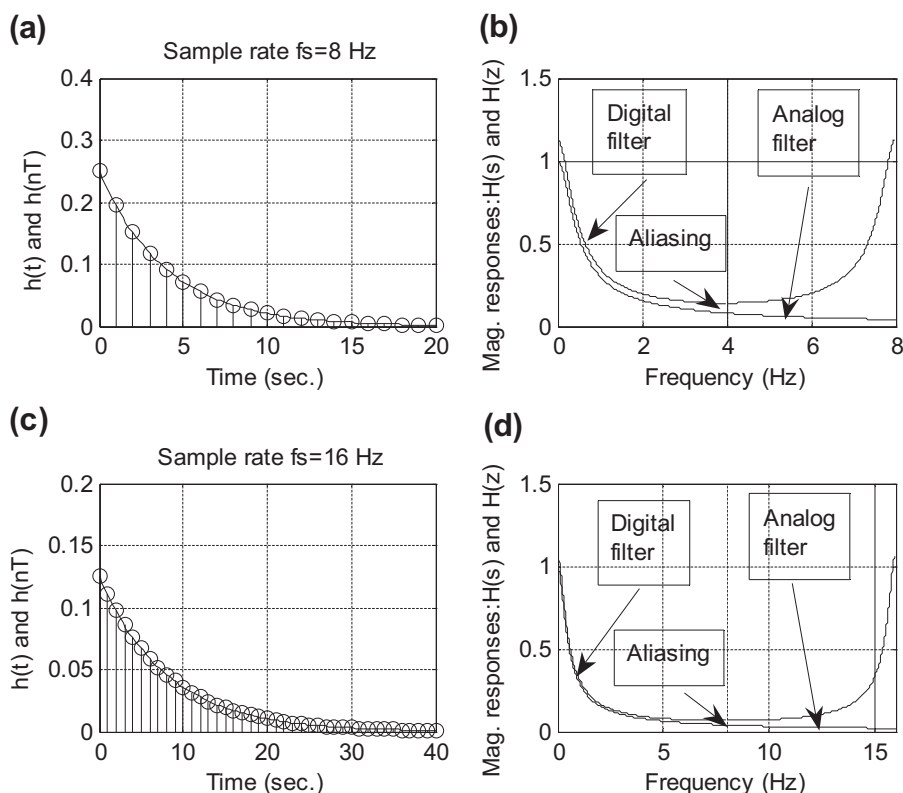 (a)
Sample rate fs=8 Hz
h(t) and h(nT)
0.4
0.3
0.2
0.1
0
0 5 10 15 20
Time (sec.)
(b)
Mag. responses:H(s) and H(z)
1.5
1
0.5
0
Digital
filter
Analog
filter
Aliasing
0 2 4 6 8
Frequency (Hz)
(c)
Sample rate fs=16 Hz
h(t) and h(nT)
0.2
0.15
0.1
0.05
0
0 10 20 30 40
Time (sec.)
(d)
Mag. responses:H(s) and H(z)
1.5
1
0.5
0
Digital
filter
Analog
filter
Aliasing
0 5 10 15
Frequency (Hz)